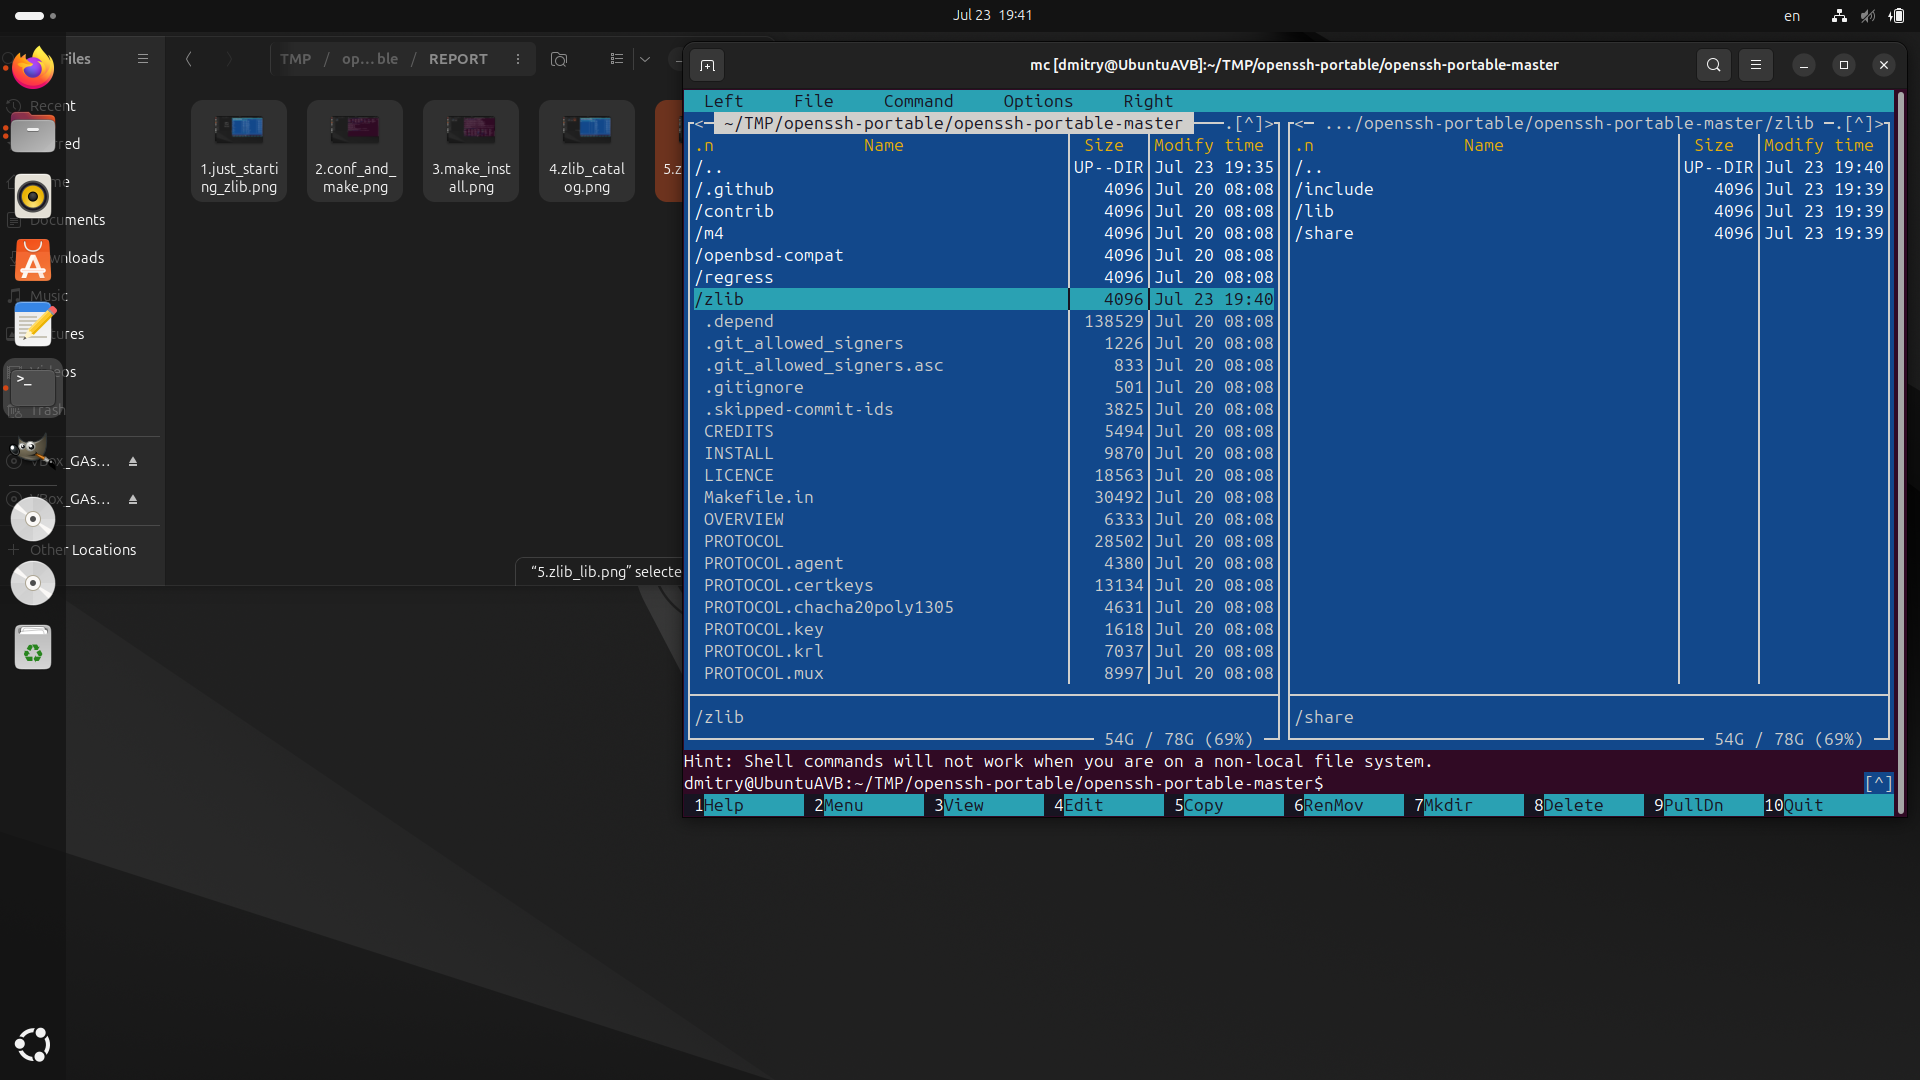 Jul 23 19:41
en
Files
TMP / op…ble / REPORT
Recent
Documents
Music
Trash
Other Locations
1.just_starti
ng_zlib.png
2.conf_and_
make.png
3.make_inst
all.png
4.zlib_catal
og.png
“5.zlib_lib.png” selecte
mc [dmitry@UbuntuAVB]:~/TMP/openssh-portable/openssh-portable-master
Left File Command Options Right
<─ ~/TMP/openssh-portable/openssh-portable-master ───.[^]>
.n Name Size Modify time
/.. UP--DIR Jul 23 19:35
/.github 4096 Jul 20 08:08
/contrib 4096 Jul 20 08:08
/m4 4096 Jul 20 08:08
/openbsd-compat 4096 Jul 20 08:08
/regress 4096 Jul 20 08:08
/zlib 4096 Jul 23 19:40
.depend 138529 Jul 20 08:08
.git_allowed_signers 1226 Jul 20 08:08
.git_allowed_signers.asc 833 Jul 20 08:08
.gitignore 501 Jul 20 08:08
.skipped-commit-ids 3825 Jul 20 08:08
CREDITS 5494 Jul 20 08:08
INSTALL 9870 Jul 20 08:08
LICENCE 18563 Jul 20 08:08
Makefile.in 30492 Jul 20 08:08
OVERVIEW 6333 Jul 20 08:08
PROTOCOL 28502 Jul 20 08:08
PROTOCOL.agent 4380 Jul 20 08:08
PROTOCOL.certkeys 13134 Jul 20 08:08
PROTOCOL.chacha20poly1305 4631 Jul 20 08:08
PROTOCOL.key 1618 Jul 20 08:08
PROTOCOL.krl 7037 Jul 20 08:08
PROTOCOL.mux 8997 Jul 20 08:08
/zlib
54G / 78G (69%)
<─ .../openssh-portable/openssh-portable-master/zlib ─.[^]>
.n Name Size Modify time
/.. UP--DIR Jul 23 19:40
/include 4096 Jul 23 19:39
/lib 4096 Jul 23 19:39
/share 4096 Jul 23 19:39
/share
54G / 78G (69%)
Hint: Shell commands will not work when you are on a non-local file system.
dmitry@UbuntuAVB:~/TMP/openssh-portable/openssh-portable-master$ [^]
1Help 2Menu 3View 4Edit 5Copy 6RenMov 7Mkdir 8Delete 9PullDn 10Quit